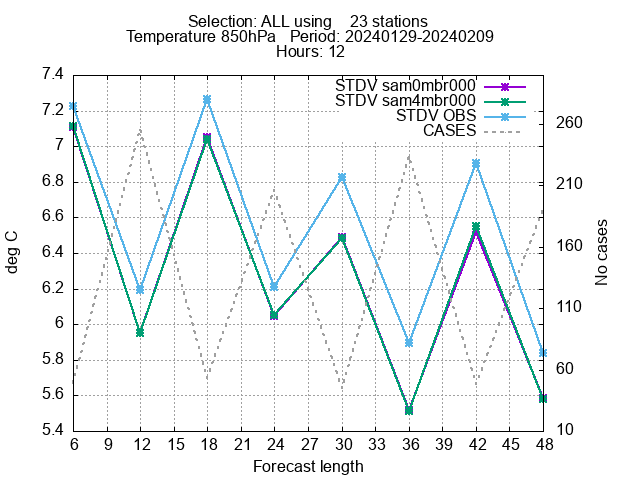 Selection: ALL using    23 stations
Temperature 850hPa   Period: 20240129-20240209
Hours: 12
STDV sam0mbr000
STDV sam4mbr000
STDV OBS
CASES
7.4
7.2
7
6.8
6.6
6.4
6.2
6
5.8
5.6
5.4
deg C
260
210
160
110
60
10
No cases
6 9 12 15 18 21 24 27 30 33 36 39 42 45 48
Forecast length